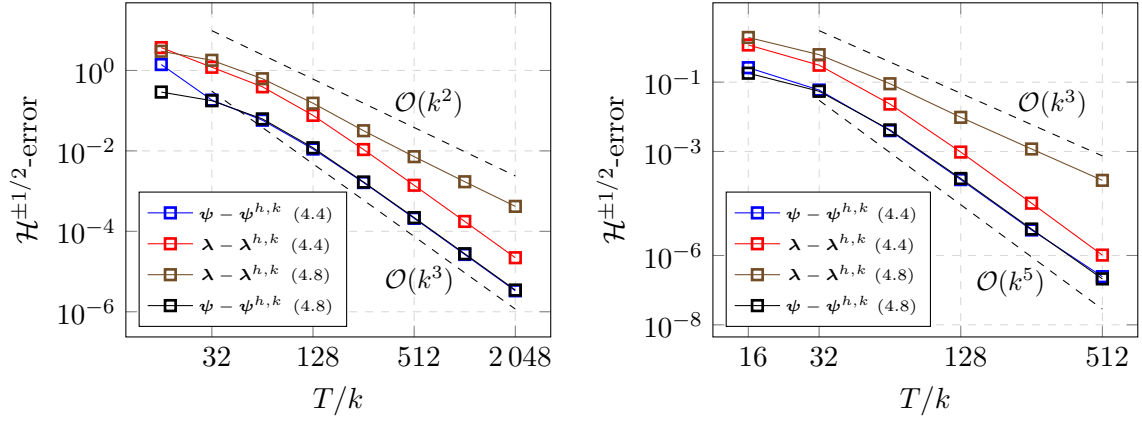 10^0
10^{-2}
10^{-4}
10^{-6}
32
128
512
2 048
T/k
ℋ^{±1/2}-error
𝒪(k^2)
𝒪(k^3)
ψ − ψ^{h,k} (4.4)
λ − λ^{h,k} (4.4)
λ − λ^{h,k} (4.8)
ψ − ψ^{h,k} (4.8)
10^{-1}
10^{-3}
10^{-6}
10^{-8}
16
32
128
512
T/k
ℋ^{±1/2}-error
𝒪(k^3)
𝒪(k^5)
ψ − ψ^{h,k} (4.4)
λ − λ^{h,k} (4.4)
λ − λ^{h,k} (4.8)
ψ − ψ^{h,k} (4.8)